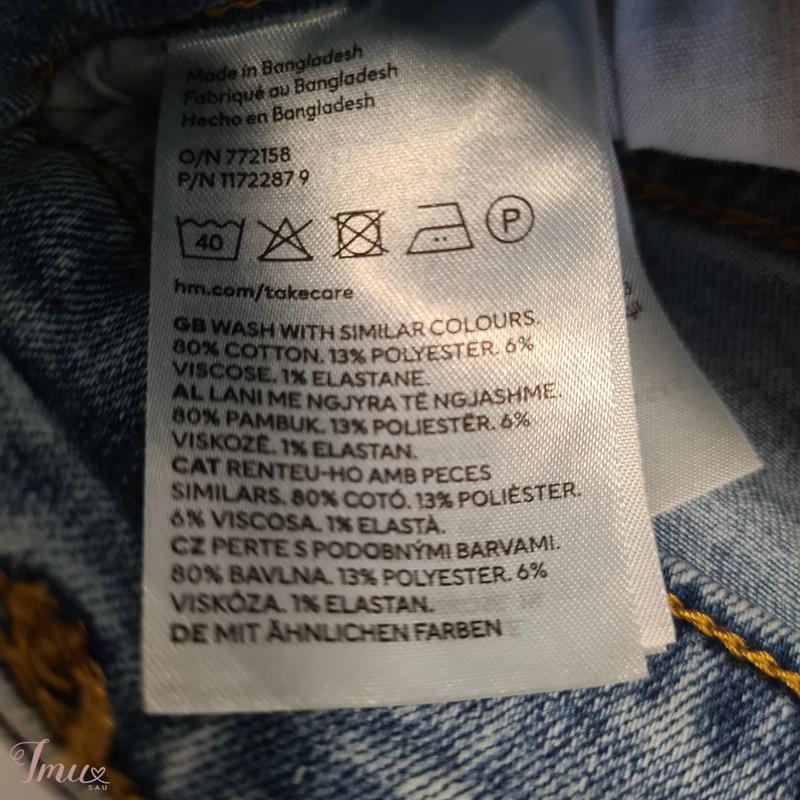 Made in Bangladesh
Fabriqué au Bangladesh
Hecho en Bangladesh
O/N 772158
P/N 1172287 9
40
P
hm.com/takecare
GB WASH WITH SIMILAR COLOURS.
80% COTTON. 13% POLYESTER. 6%
VISCOSE. 1% ELASTANE.
AL LANI ME NGJYRA TË NGJASHME.
80% PAMBUK. 13% POLIESTËR. 6%
VISKOZË. 1% ELASTAN.
CAT RENTEU-HO AMB PECES
SIMILARS. 80% COTÓ. 13% POLIÈSTER.
6% VISCOSA. 1% ELASTÀ.
CZ PERTE S PODOBNÝMI BARVAMI.
80% BAVLNA. 13% POLYESTER. 6%
VISKÓZA. 1% ELASTAN.
DE MIT ÄHNLICHEN FARBEN
Imu
SAU